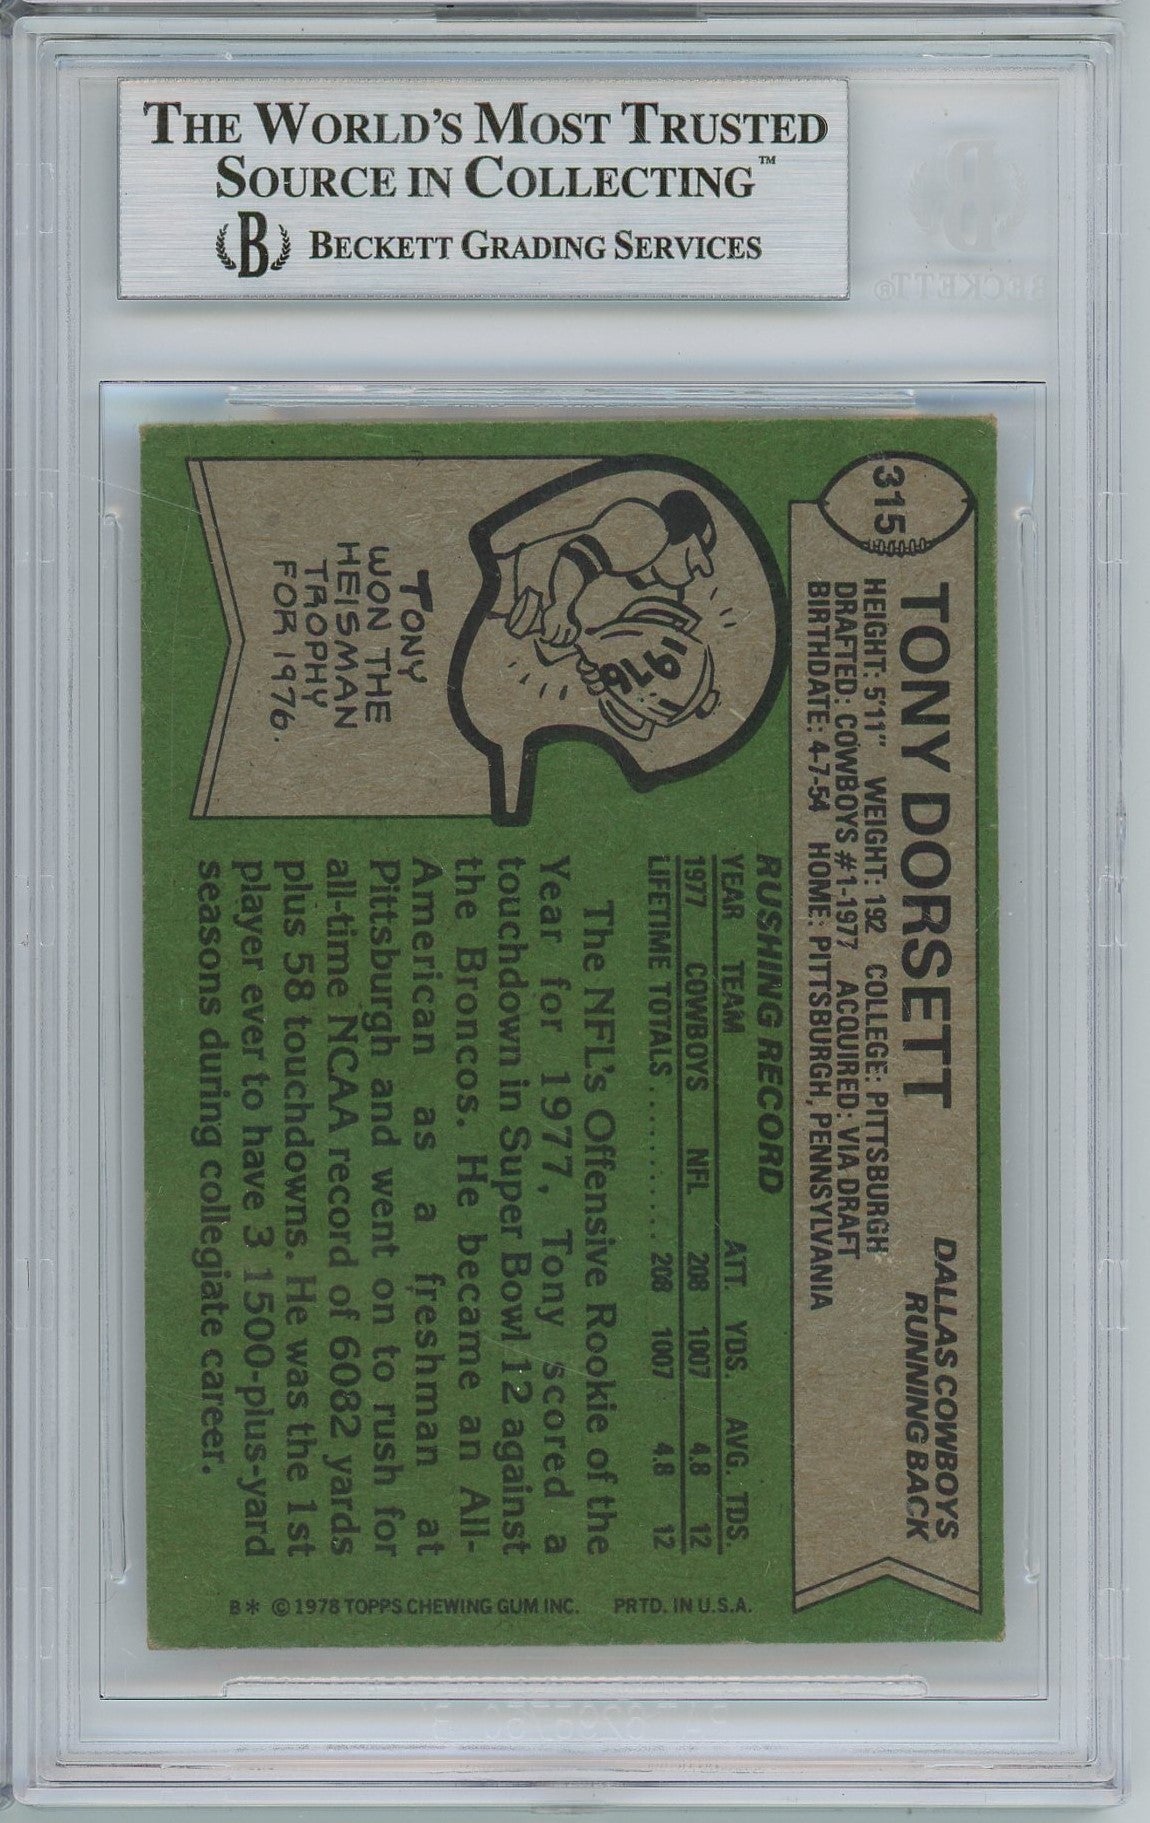 THE WORLD'S MOST TRUSTED
SOURCE IN COLLECTING™
B BECKETT GRADING SERVICES
BECKETT®
315
TONY DORSETT
DALLAS COWBOYS
RUNNING BACK
HEIGHT: 5'11" WEIGHT: 192 COLLEGE: PITTSBURGH
DRAFTED: COWBOYS #1-1977 ACQUIRED: VIA DRAFT
BIRTHDATE: 4-7-54 HOME: PITTSBURGH, PENNSYLVANIA
1976
TONY
WON THE
HEISMAN
TROPHY
FOR 1976.
RUSHING RECORD
YEAR TEAM ATT. YDS. AVG. TDS.
1977 COWBOYS NFL 208 1007 4.8 12
LIFETIME TOTALS .......... 208 1007 4.8 12
The NFL's Offensive Rookie of the
Year for 1977, Tony scored a
touchdown in Super Bowl 12 against
the Broncos. He became an All-
American as a freshman at
Pittsburgh and went on to rush for
all-time NCAA record of 6082 yards
plus 58 touchdowns. He was the 1st
player ever to have 3 1500-plus-yard
seasons during collegiate career.
B* © 1978 TOPPS CHEWING GUM INC. PRTD. IN U.S.A.